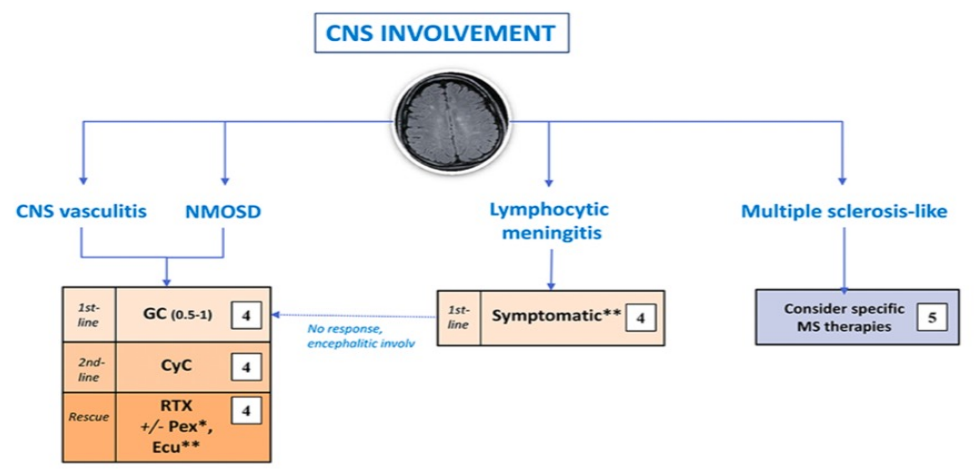 CNS INVOLVEMENT
CNS vasculitis
NMOSD
Lymphocytic
meningitis
Multiple sclerosis-like
1st-
line
GC (0.5-1)
4
2nd-
line
CyC
4
Rescue
RTX
+/- Pex*,
Ecu**
4
No response,
encephalitic involv
1st-
line
Symptomatic**
4
Consider specific
MS therapies
5